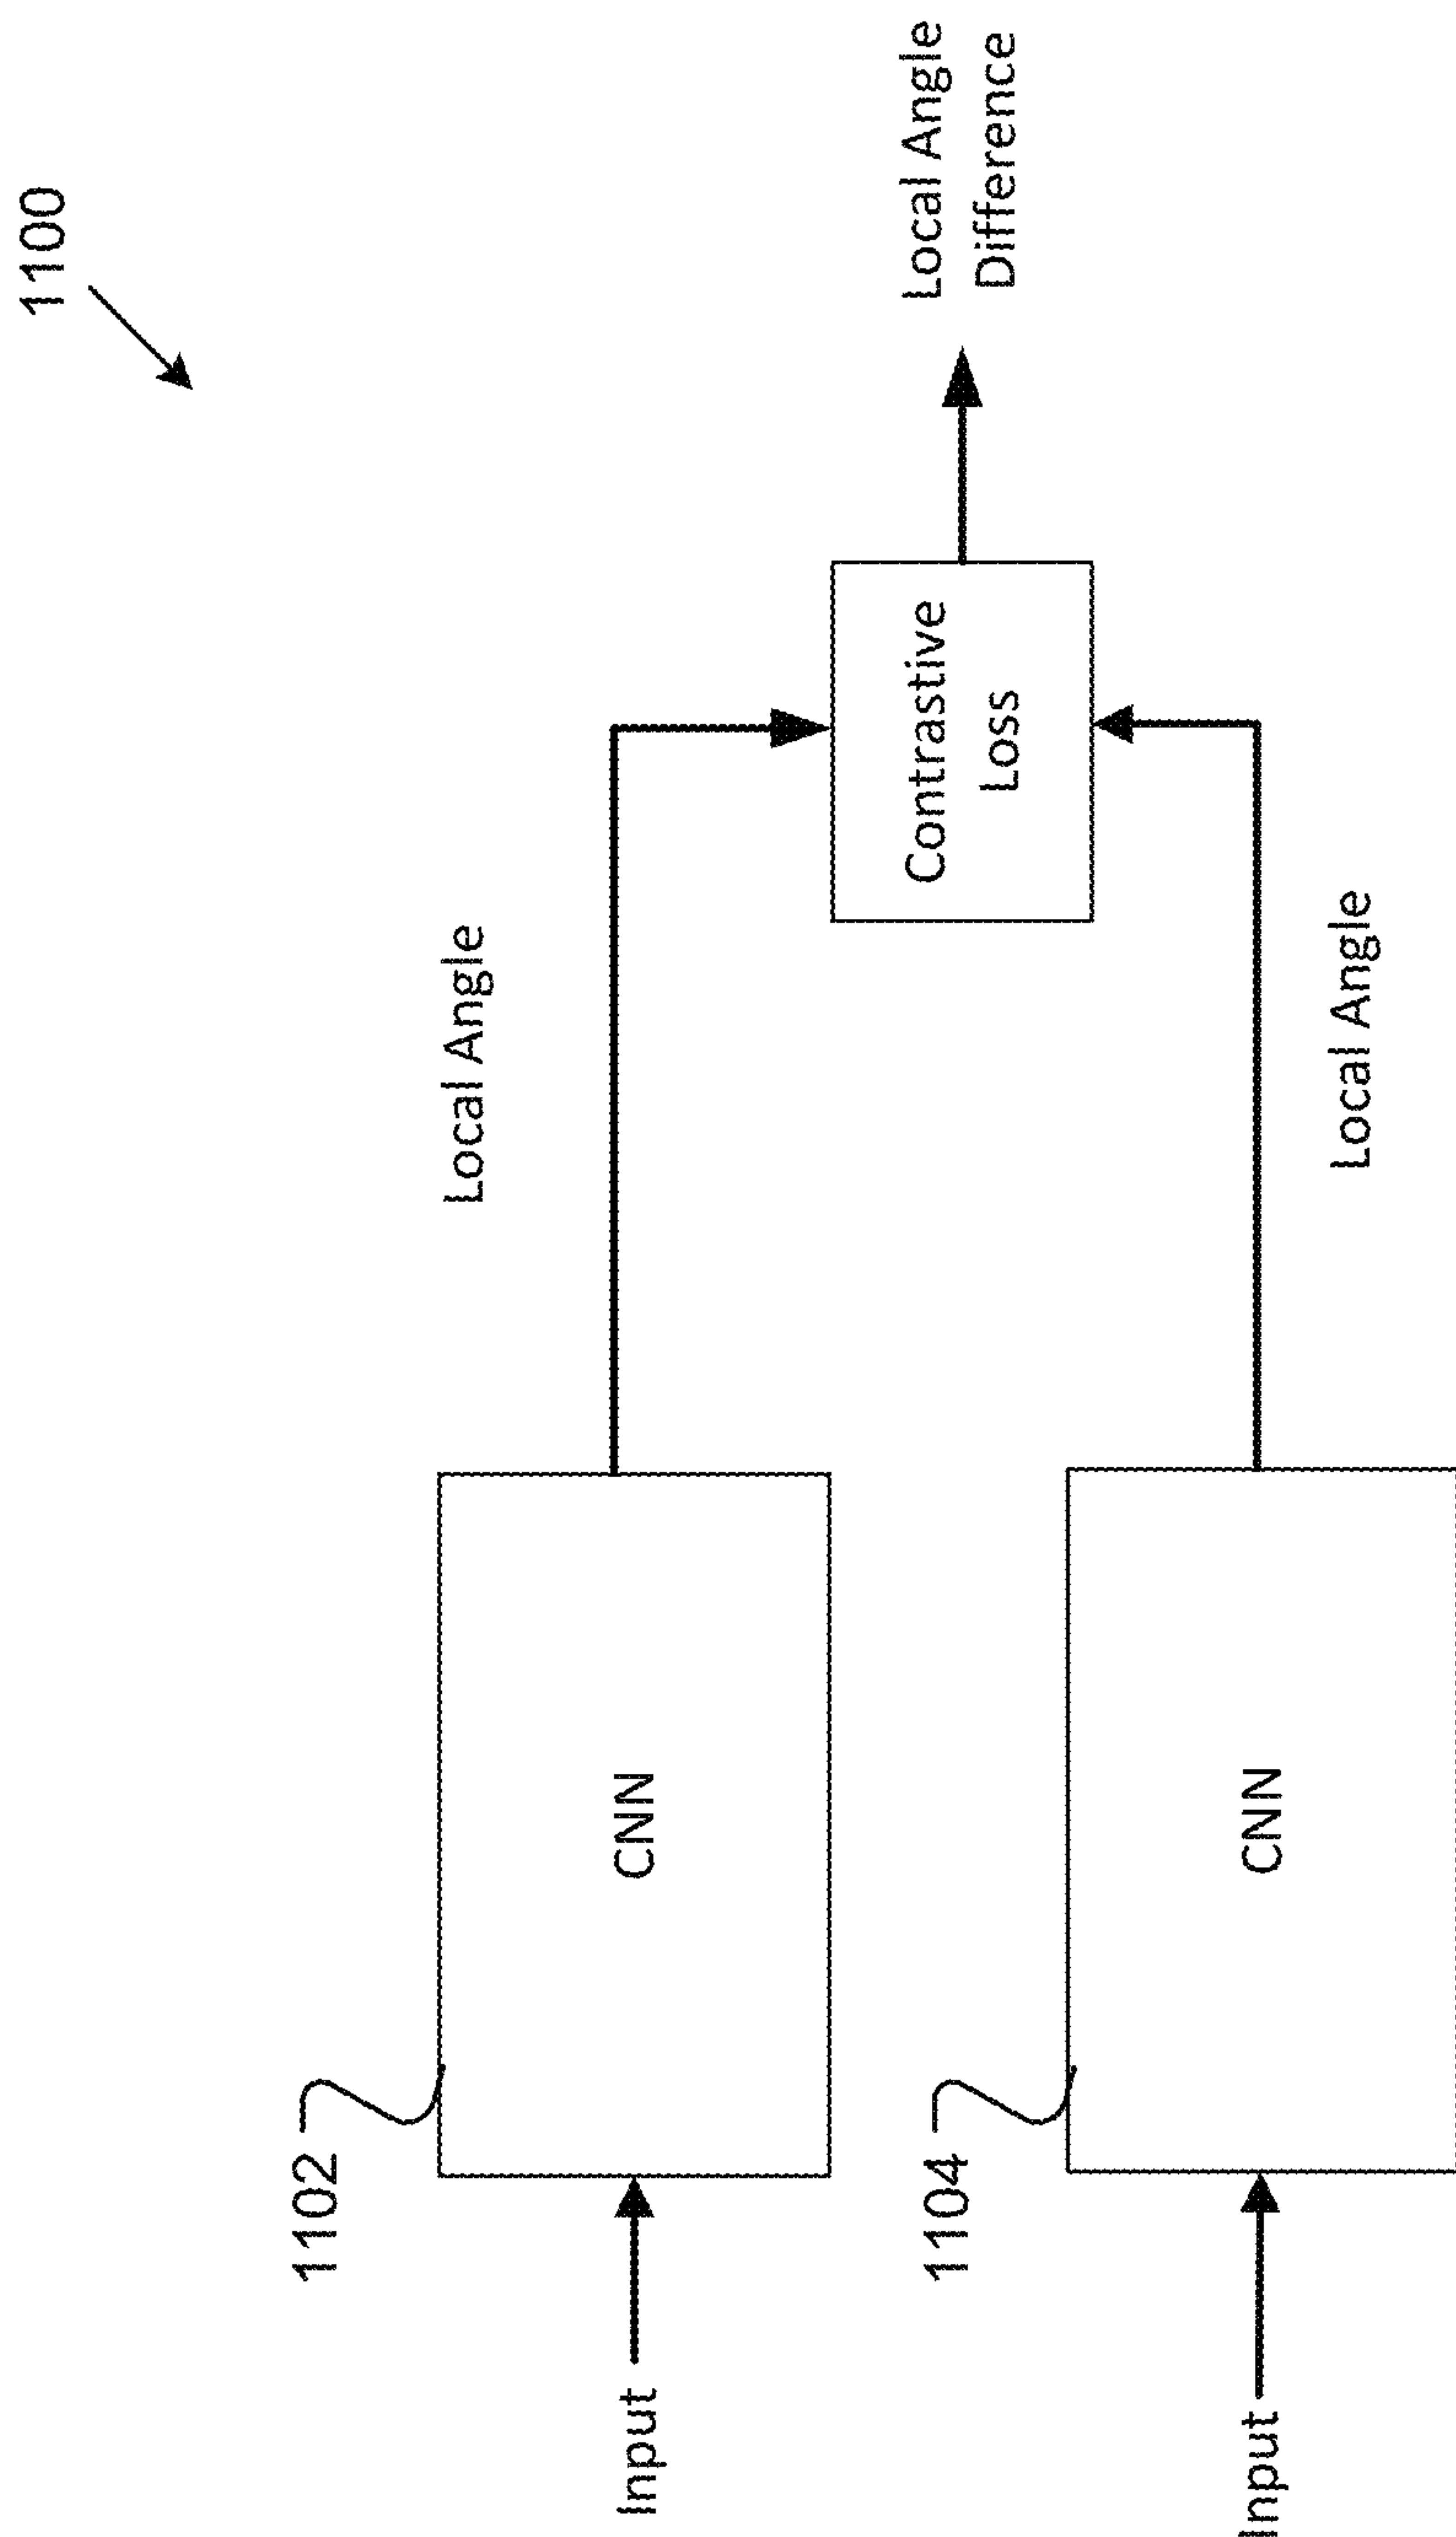 1100
1102
Input
CNN
Local Angle
Contrastive
Loss
Local Angle
Difference
1104
Input
CNN
Local Angle